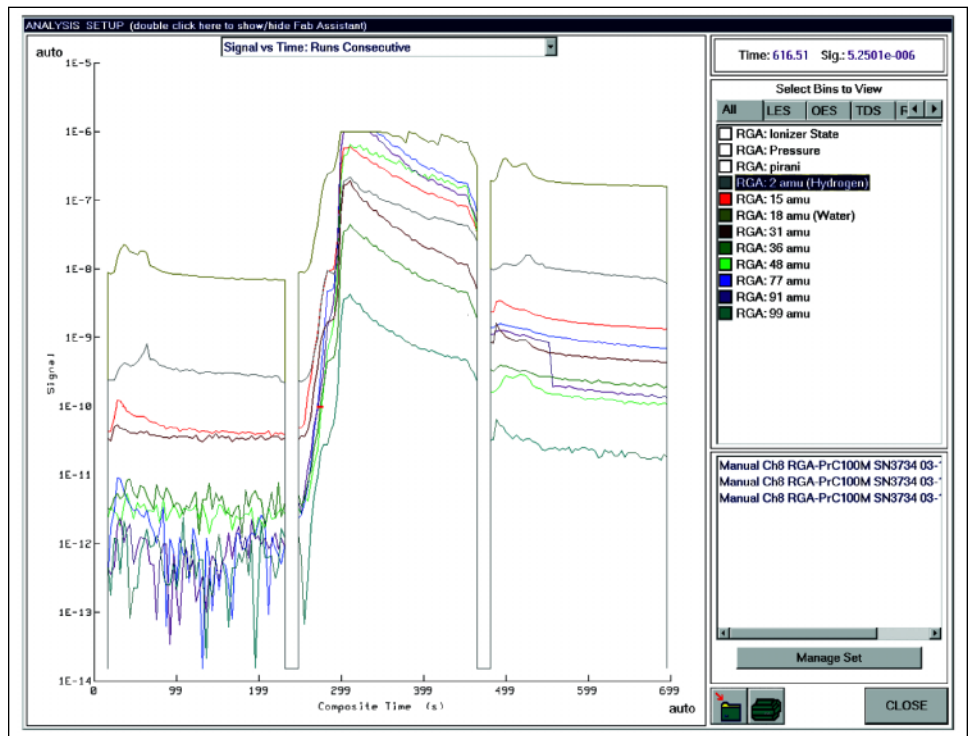 ANALYSIS SETUP (double click here to show/hide Fab Assistant)
auto
Signal vs Time: Runs Consecutive
1E-5
1E-6
1E-7
1E-8
1E-9
1E-10
1E-11
1E-12
1E-13
1E-14
Signal
0
99
199
299
399
499
599
699
Composite Time (s)
auto
Time: 616.51 Sig.: 5.2501e-006
Select Bins to View
All LES OES TDS
RGA: Ionizer State
RGA: Pressure
RGA: pirani
RGA: 2 amu (Hydrogen)
RGA: 15 amu
RGA: 18 amu (Water)
RGA: 31 amu
RGA: 36 amu
RGA: 48 amu
RGA: 77 amu
RGA: 91 amu
RGA: 99 amu
Manual Ch8 RGA-PrC100M SN3734 03-
Manual Ch8 RGA-PrC100M SN3734 03-
Manual Ch8 RGA-PrC100M SN3734 03-
Manage Set
CLOSE